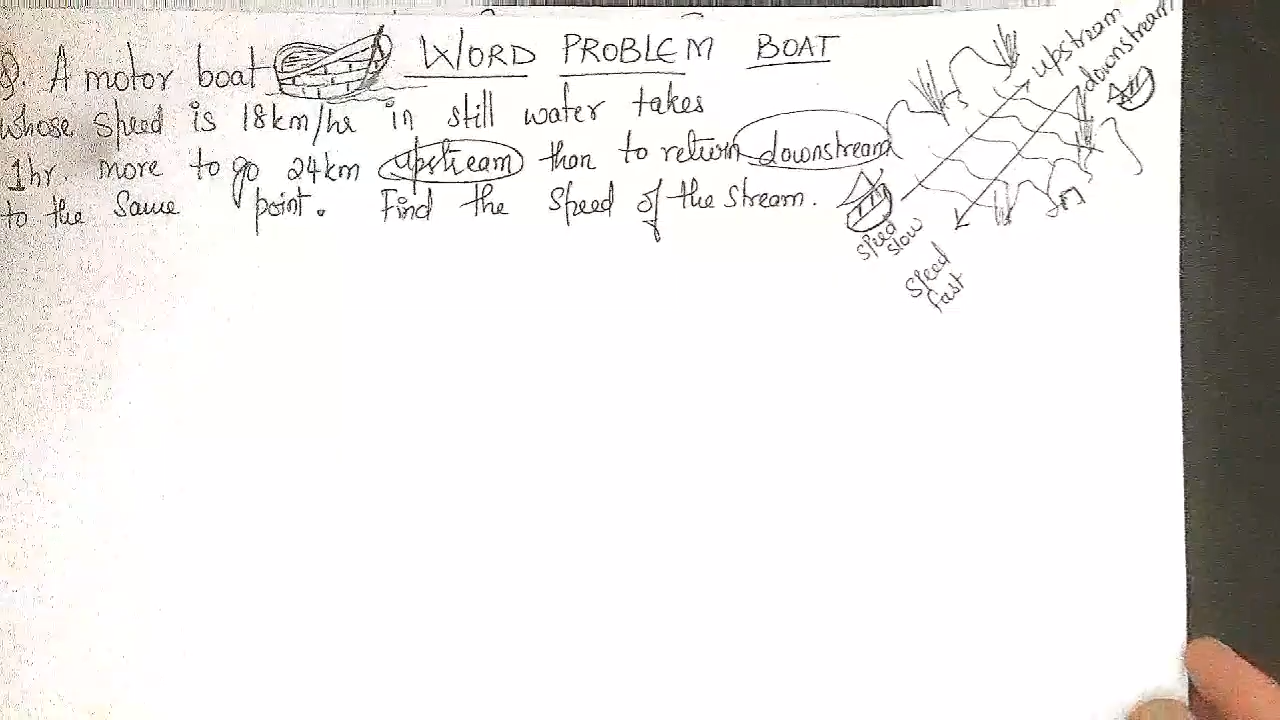 WORD PROBLEM BOAT
Q. A motor boat
whose speed is 18km/hr in still water takes
1hr more to go 24km upstream than to return downstream
to the same point. Find the speed of the stream.
upstream
downstream
speed slow
speed fast